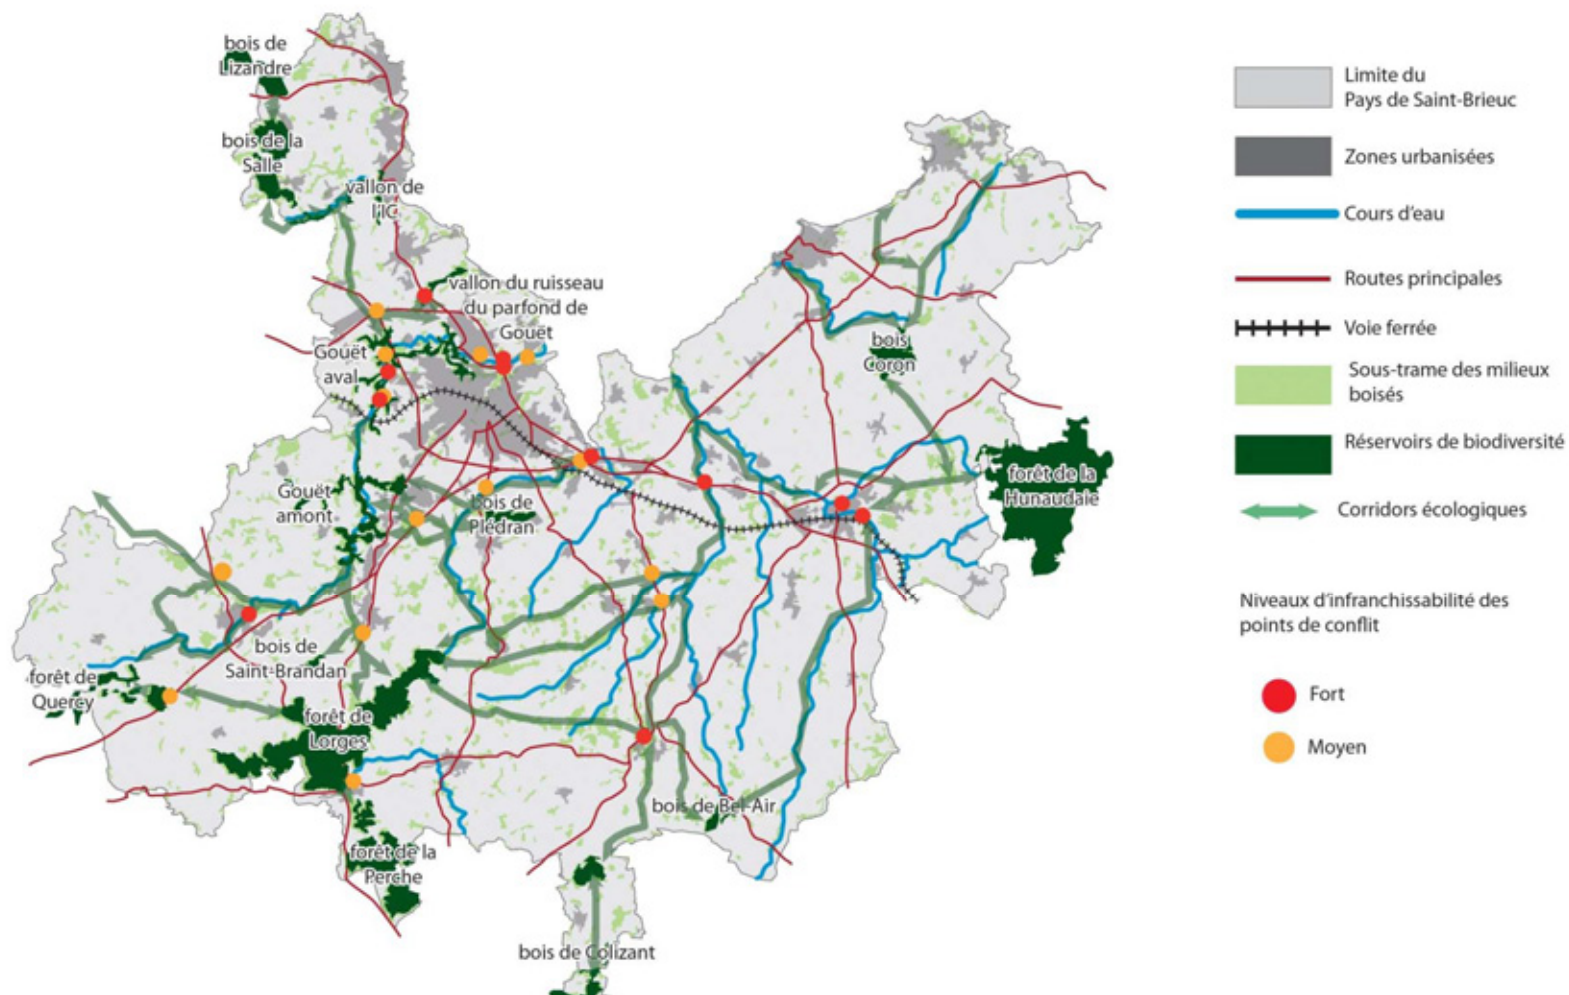 bois de
Lizandre
bois de la
Salle
vallon de
l'IC
vallon du ruisseau
du parfond de
Gouët
Gouët
aval
bois
Coron
forêt de la
Hunaudaie
Gouët
amont
bois de
Plédran
bois de
Saint-Brandan
forêt de
Quercy
forêt de
Lorges
bois de Bel-Air
forêt de la
Perche
bois de Colizant
Limite du
Pays de Saint-Brieuc
Zones urbanisées
Cours d'eau
Routes principales
Voie ferrée
Sous-trame des milieux
boisés
Réservoirs de biodiversité
Corridors écologiques
Niveaux d'infranchissabilité des
points de conflit
Fort
Moyen